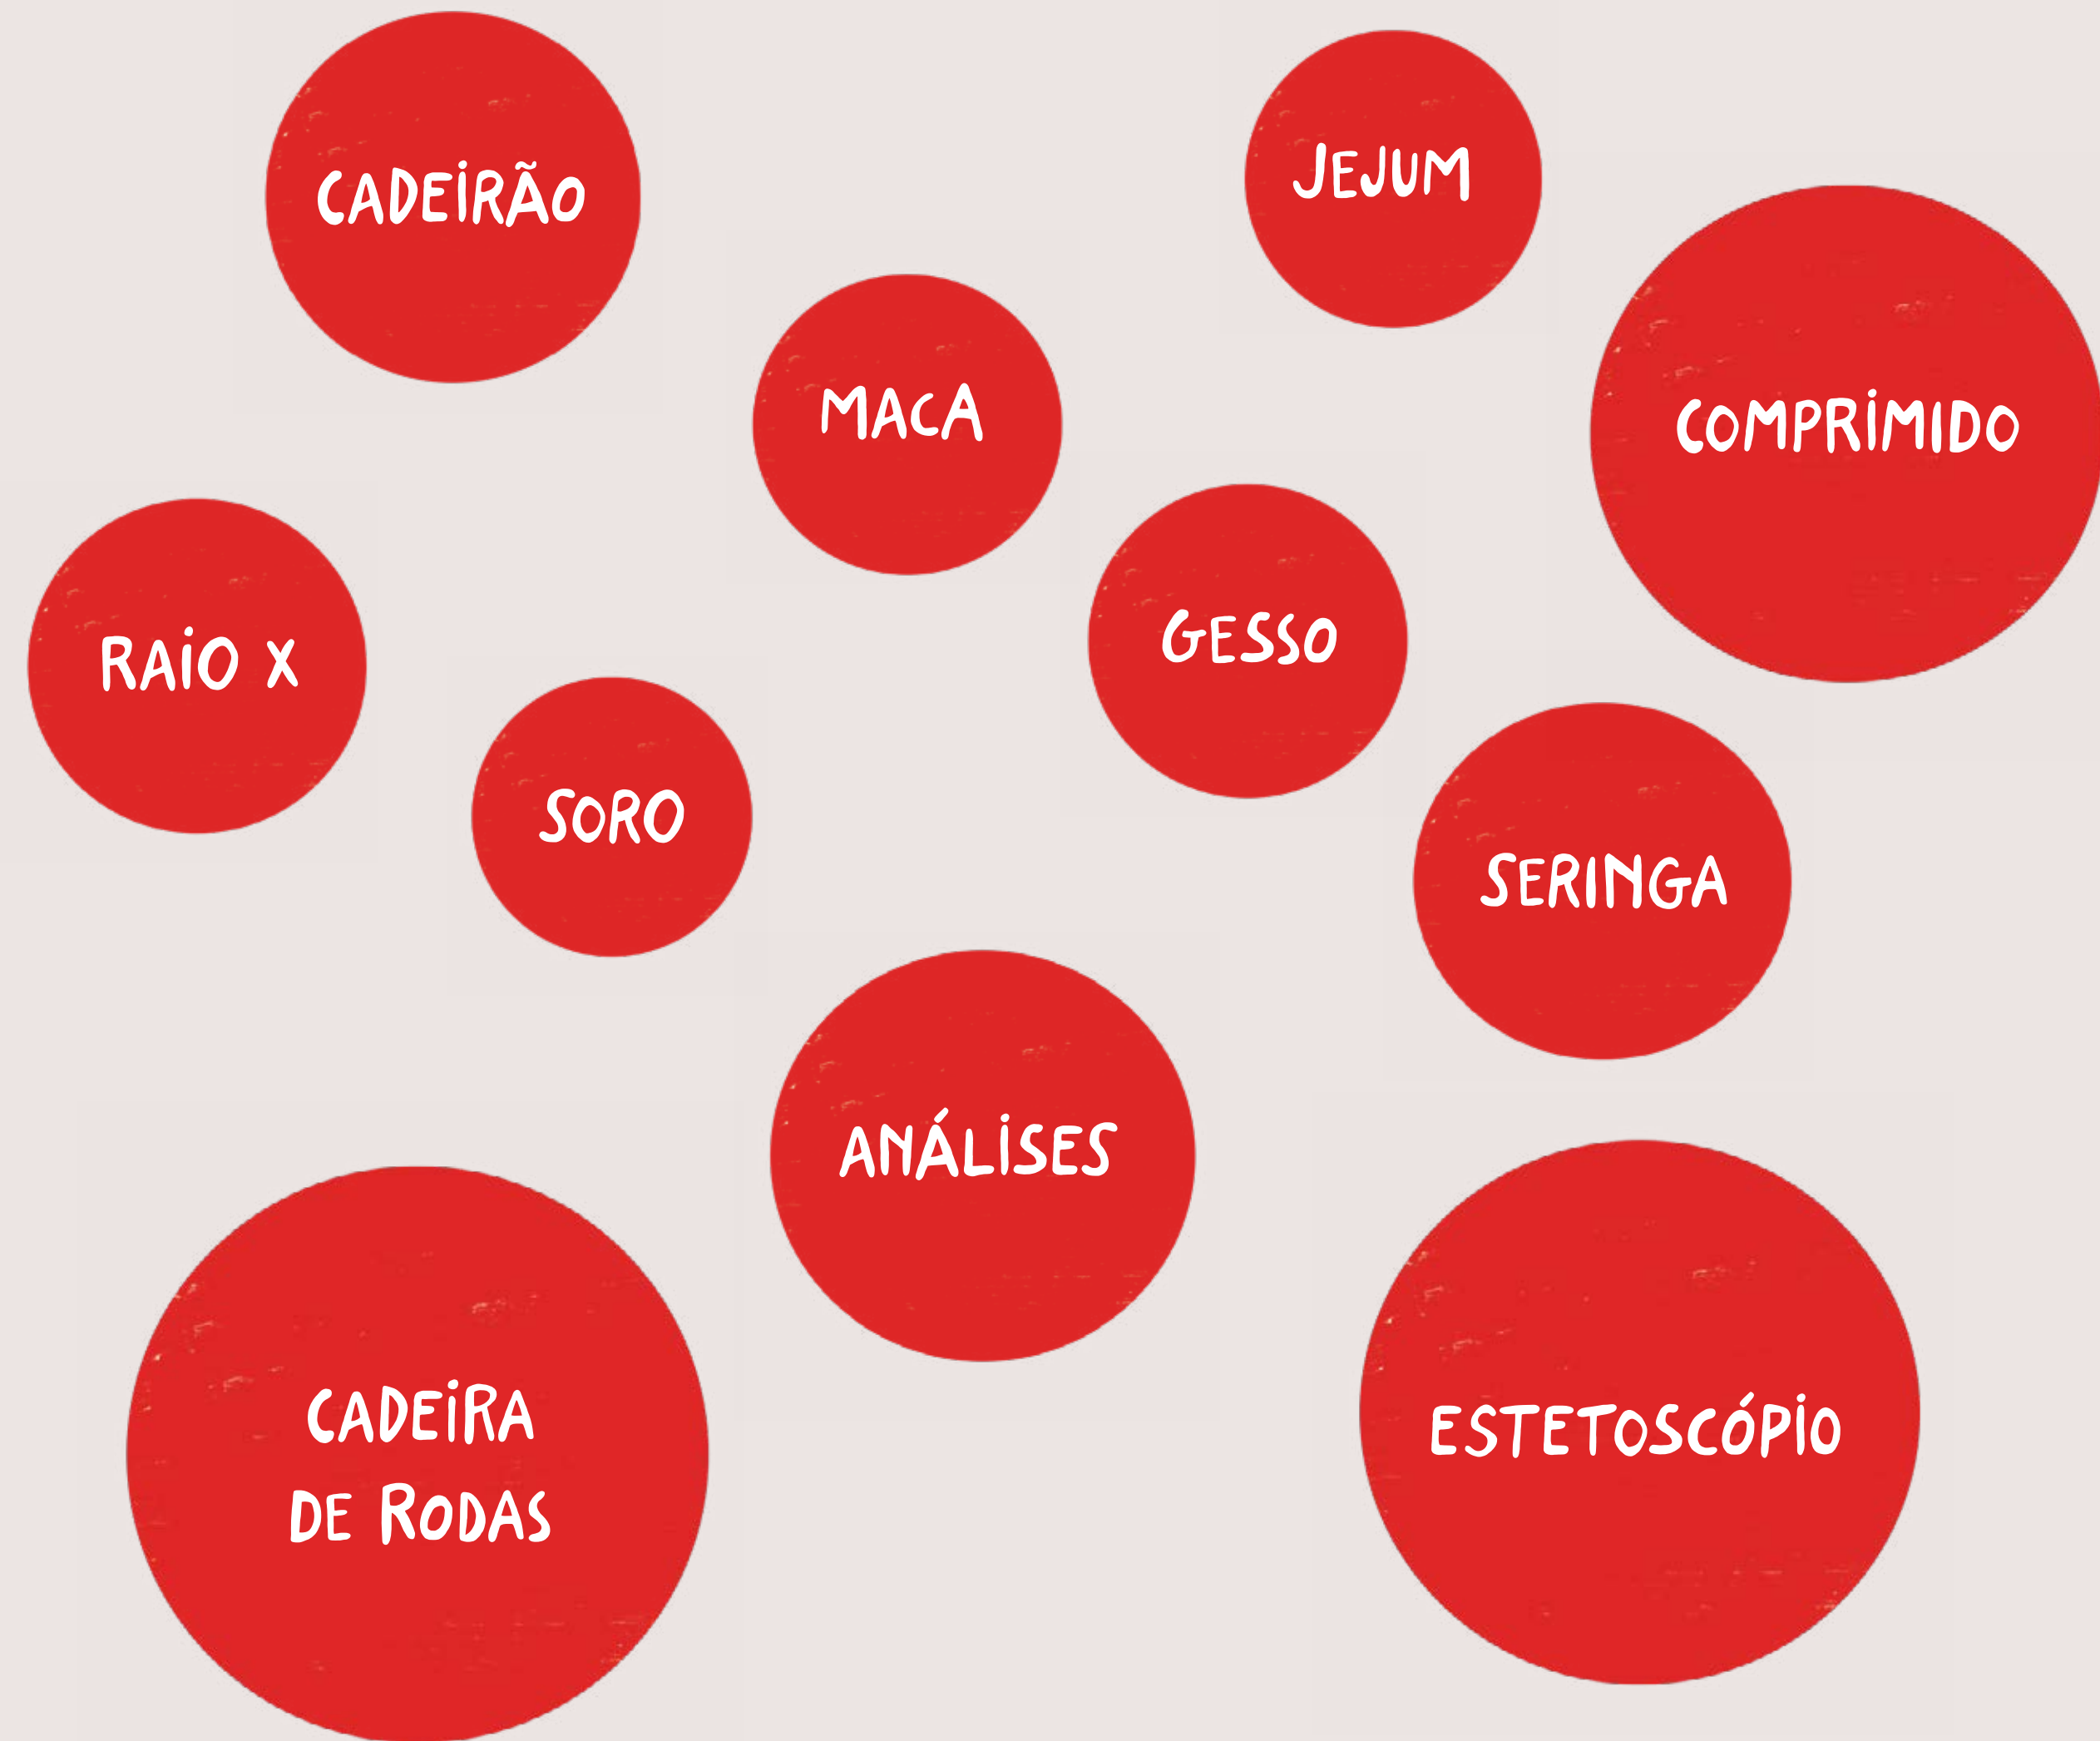 CADEIRÃO
JEJUM
MACA
COMPRIMIDO
RAIO X
GESSO
SORO
SERINGA
ANÁLISES
CADEIRA
DE RODAS
ESTETOSCÓPIO